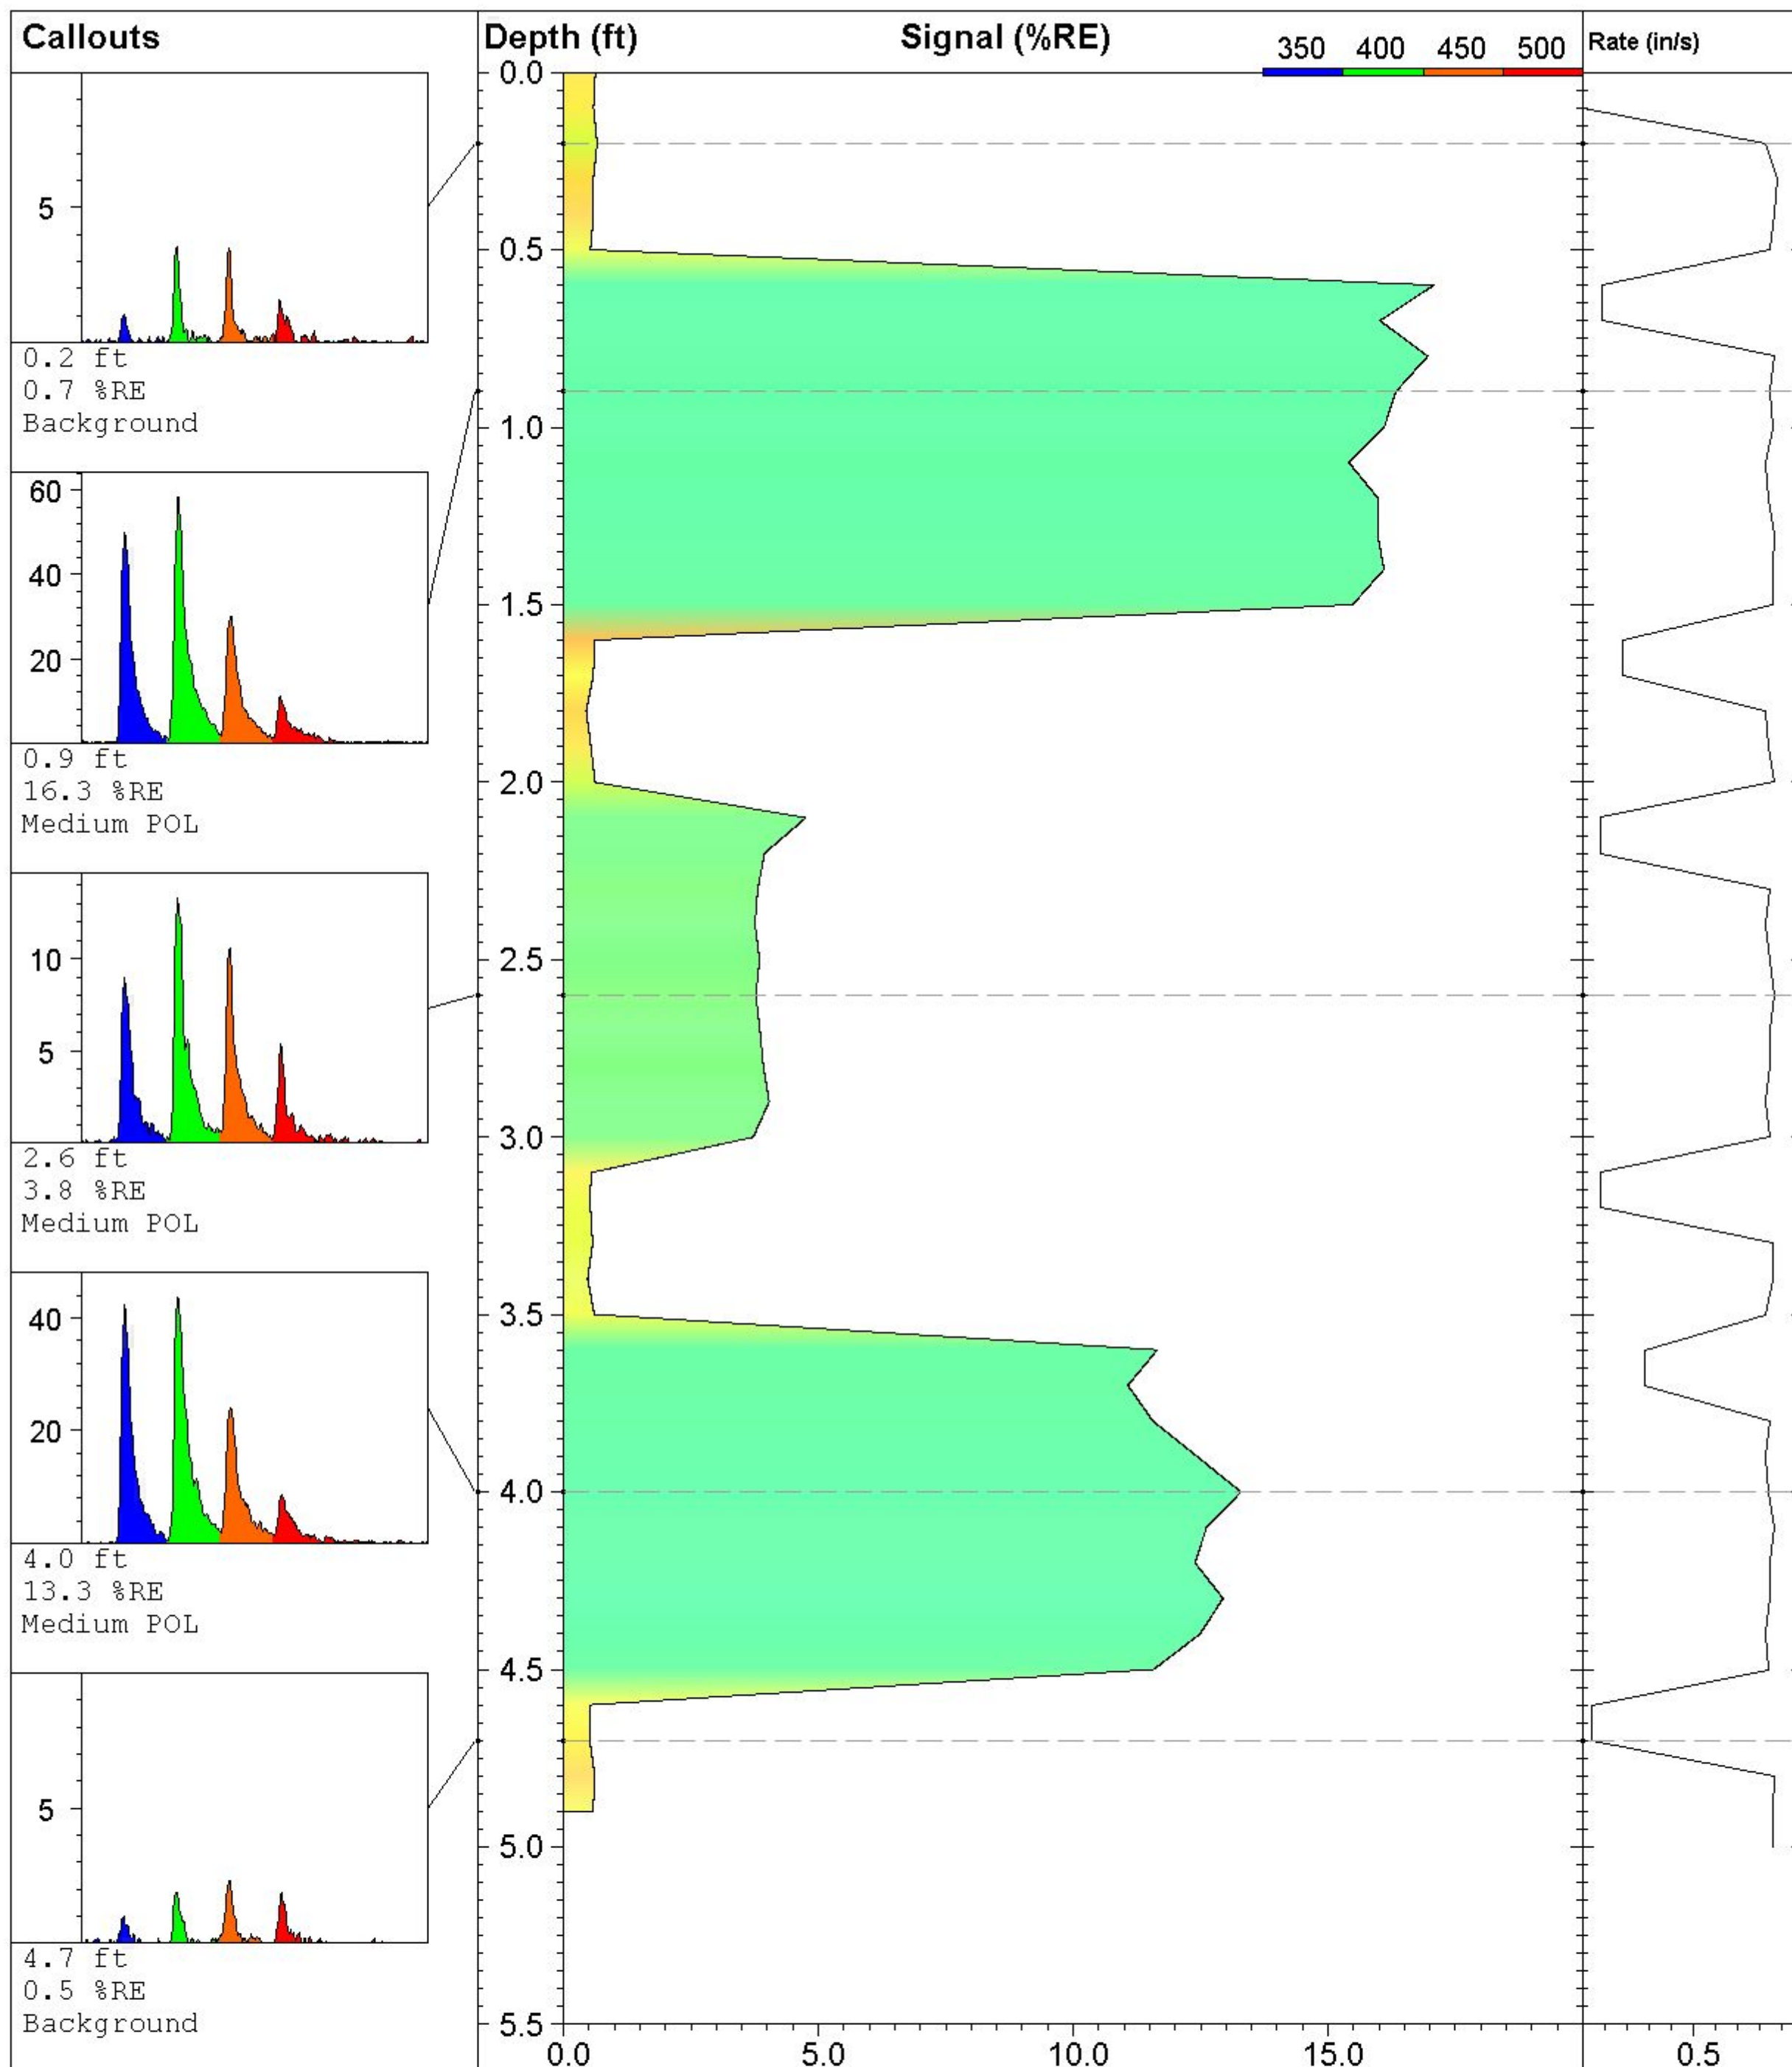 Callouts
Depth (ft)
Signal (%RE)
350 400 450 500
Rate (in/s)
5
0.2 ft
0.7 %RE
Background
60
40
20
0.9 ft
16.3 %RE
Medium POL
10
5
2.6 ft
3.8 %RE
Medium POL
40
20
4.0 ft
13.3 %RE
Medium POL
5
4.7 ft
0.5 %RE
Background
0.0
0.5
1.0
1.5
2.0
2.5
3.0
3.5
4.0
4.5
5.0
5.5
0.0 5.0 10.0 15.0
0.5